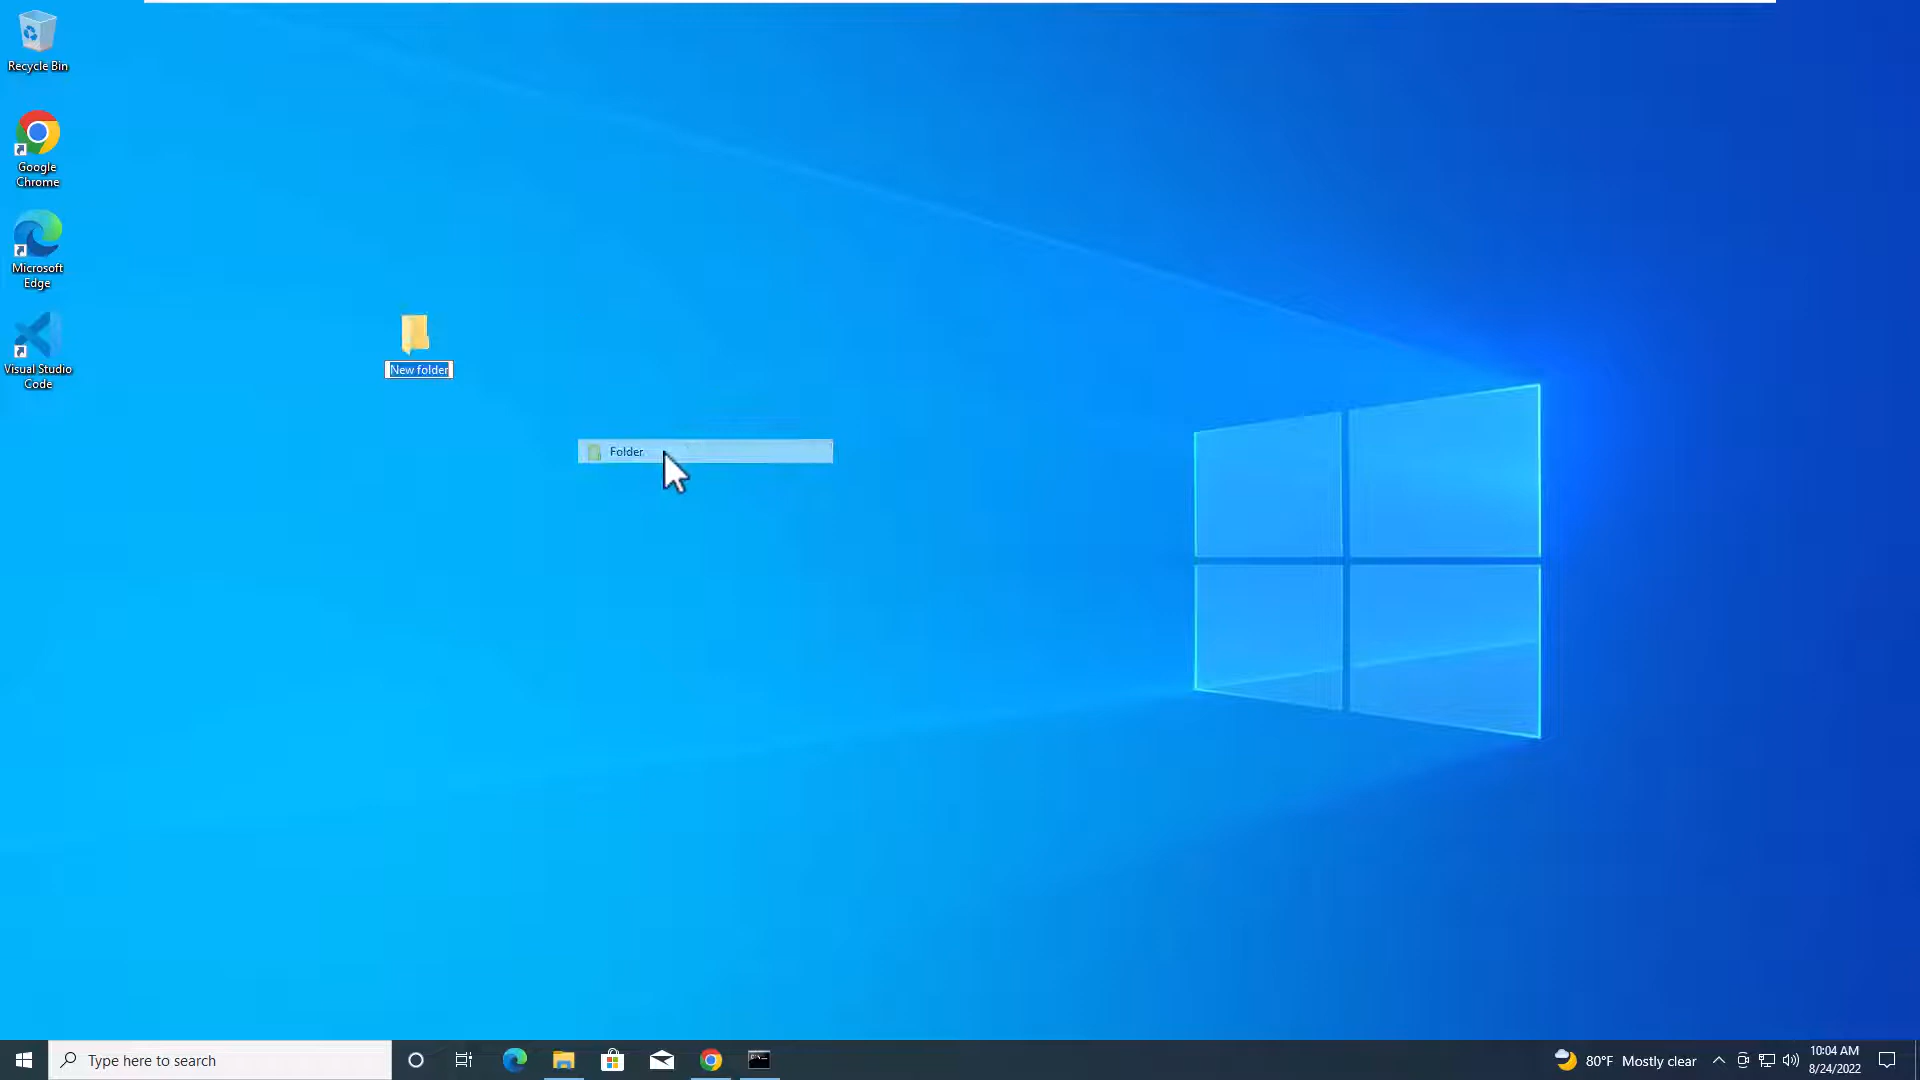 Recycle Bin
Google
Chrome
Microsoft
Edge
Visual Studio
Code
New folder
Folder
Type here to search
80°F Mostly clear
10:04 AM
8/24/2022